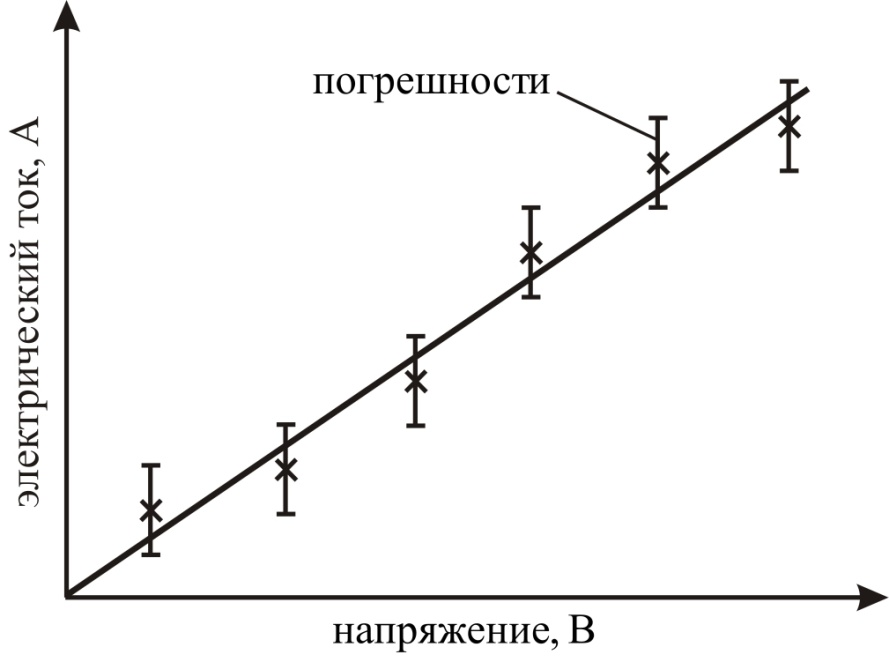 погрешности
электрический ток, А
напряжение, В